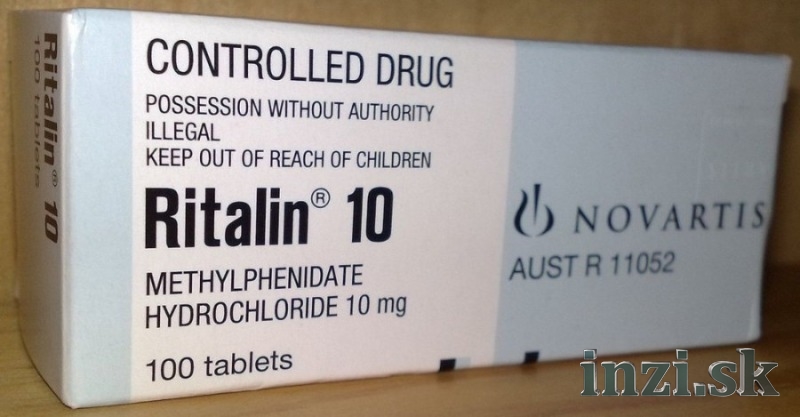 Ritalin® 10
100 tablets
CONTROLLED DRUG
POSSESSION WITHOUT AUTHORITY
ILLEGAL
KEEP OUT OF REACH OF CHILDREN
Ritalin® 10
METHYLPHENIDATE
HYDROCHLORIDE 10 mg
100 tablets
NOVARTIS
AUST R 11052
inzi.sk